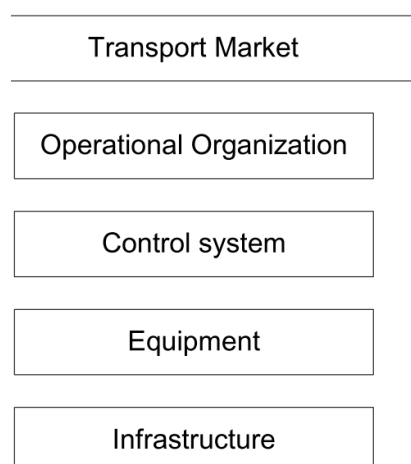 Transport Market
Operational Organization
Control system
Equipment
Infrastructure